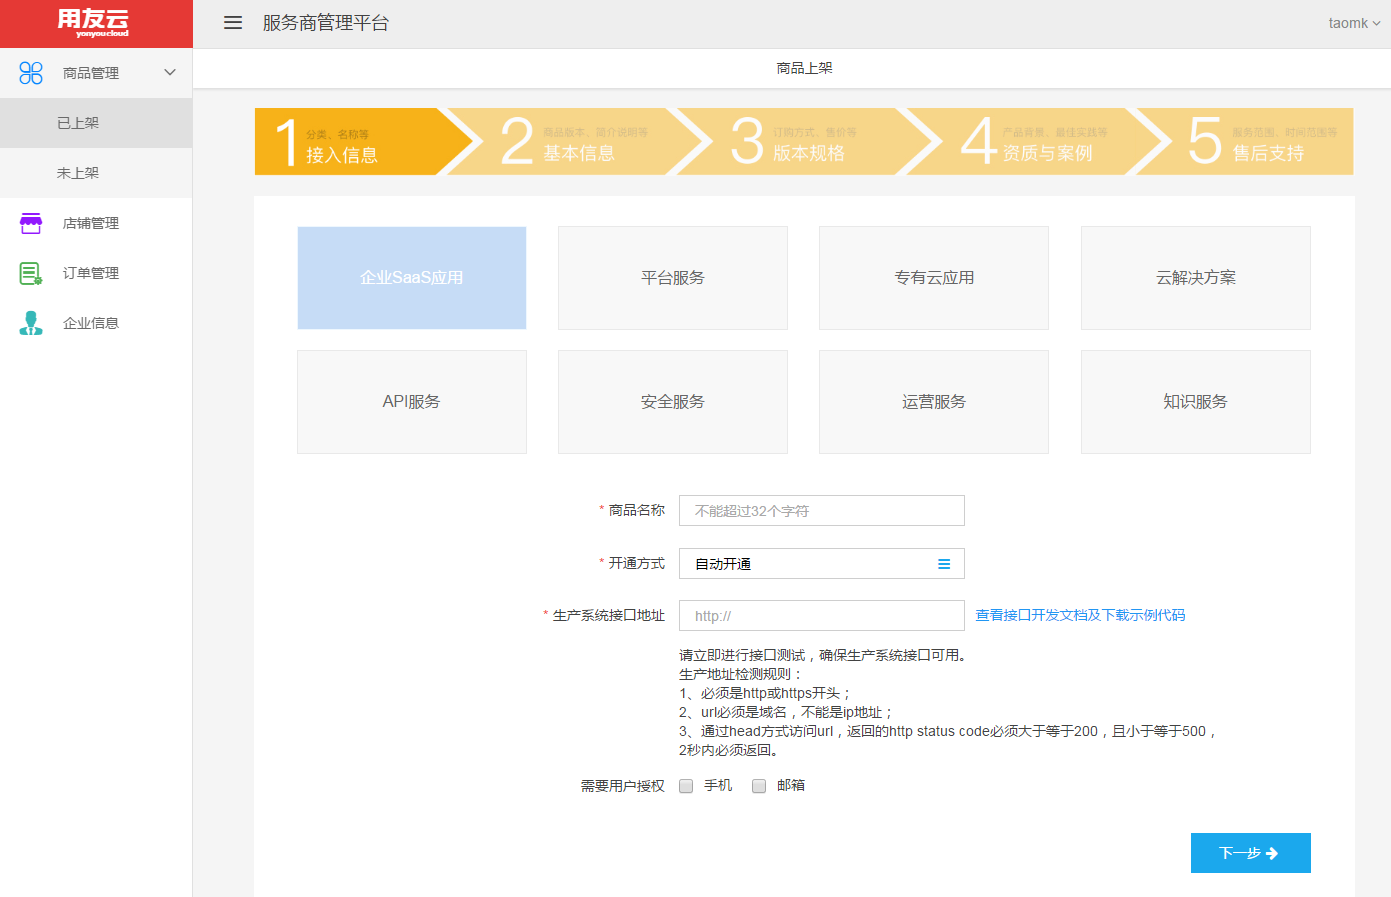 用友云
yonyoucloud
服务商管理平台
taomk
商品管理
已上架
未上架
店铺管理
订单管理
企业信息
商品上架
1
分类、名称等
接入信息
2
商品版本、简介说明等
基本信息
3
订购方式、售价等
版本规格
4
产品背景、最佳实践等
资质与案例
5
服务范围、时间范围等
售后支持
企业SaaS应用
平台服务
专有云应用
云解决方案
API服务
安全服务
运营服务
知识服务
* 商品名称
不能超过32个字符
* 开通方式
自动开通
* 生产系统接口地址
http://
查看接口开发文档及下载示例代码
请立即进行接口测试，确保生产系统接口可用。
生产地址检测规则：
1、必须是http或https开头；
2、url必须是域名，不能是ip地址；
3、通过head方式访问url，返回的http status code必须大于等于200，且小于等于500，
2秒内必须返回。
需要用户授权
手机
邮箱
下一步